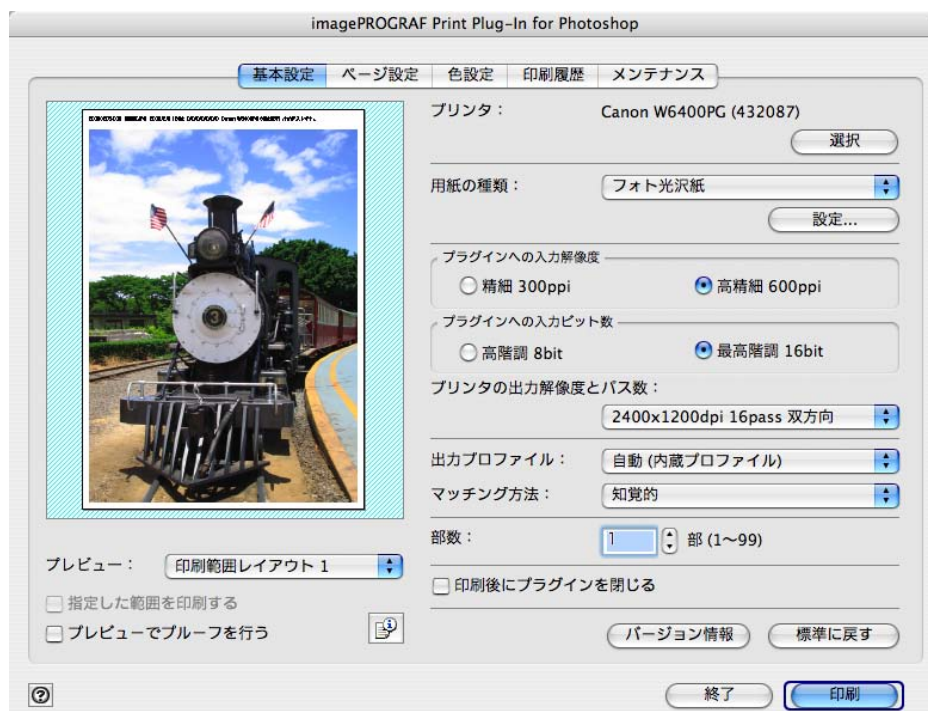 imagePROGRAF Print Plug-In for Photoshop
基本設定 ページ設定 色設定 印刷履歴 メンテナンス
プリンタ： Canon W6400PG (432087)
選択
用紙の種類： フォト光沢紙
設定...
プラグインへの入力解像度
精細 300ppi 高精細 600ppi
プラグインへの入力ビット数
高階調 8bit 最高階調 16bit
プリンタの出力解像度とパス数：
2400x1200dpi 16pass 双方向
出力プロファイル： 自動 (内蔵プロファイル)
マッチング方法： 知覚的
部数： 1 部 (1〜99)
印刷後にプラグインを閉じる
バージョン情報 標準に戻す
3
プレビュー： 印刷範囲レイアウト 1
指定した範囲を印刷する
プレビューでプルーフを行う
?
終了 印刷